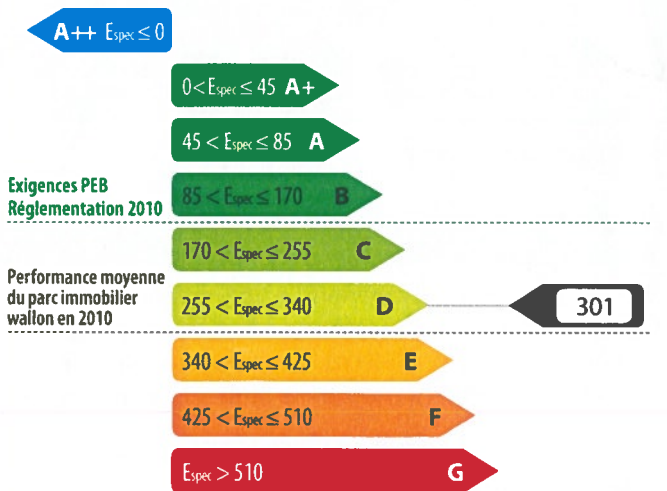 A++ Espec ≤ 0
0 < Espec ≤ 45 A+
45 < Espec ≤ 85 A
Exigences PEB
Réglementation 2010
85 < Espec ≤ 170 B
170 < Espec ≤ 255 C
Performance moyenne
du parc immobilier
wallon en 2010
255 < Espec ≤ 340 D
301
340 < Espec ≤ 425 E
425 < Espec ≤ 510 F
Espec > 510 G